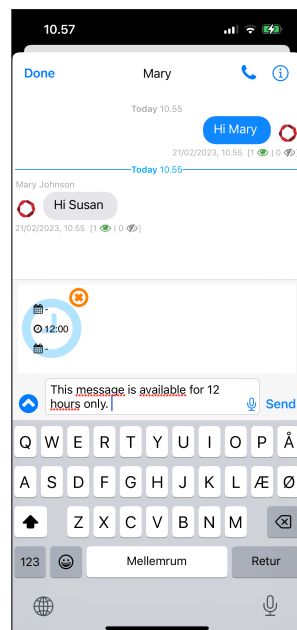 10.57
Done Mary
Today 10.55
Hi Mary
21/02/2023, 10.55 [1 | 0 ]
Today 10.55
Mary Johnson
Hi Susan
21/02/2023, 10.55 [1 | 0 ]
-
12:00
-
This message is available for 12
hours only.
Send
Q W E R T Y U I O P Å
A S D F G H J K L Æ Ø
Z X C V B N M
123 Mellemrum Retur